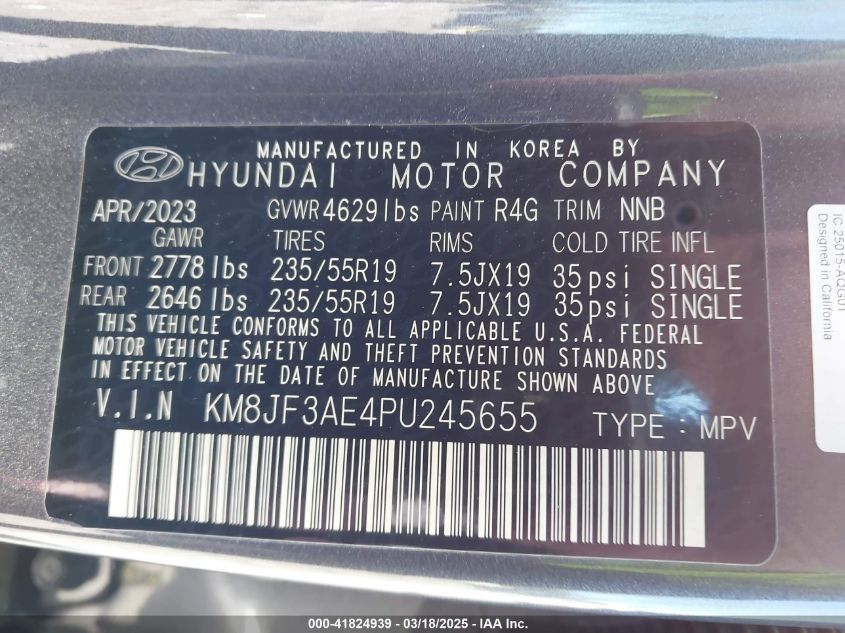 MANUFACTURED IN KOREA BY
HYUNDAI MOTOR COMPANY
APR/2023 GVWR 4629 lbs PAINT R4G TRIM NNB
GAWR TIRES RIMS COLD TIRE INFL
FRONT 2778 lbs 235/55R19 7.5JX19 35psi SINGLE
REAR 2646 lbs 235/55R19 7.5JX19 35psi SINGLE
THIS VEHICLE CONFORMS TO ALL APPLICABLE U.S.A. FEDERAL
MOTOR VEHICLE SAFETY AND THEFT PREVENTION STANDARDS
IN EFFECT ON THE DATE OF MANUFACTURE SHOWN ABOVE
V.I.N KM8JF3AE4PU245655 TYPE : MPV
IC:25015-AQG01
Designed in California
000-41824939 - 03/18/2025 - IAA, Inc.